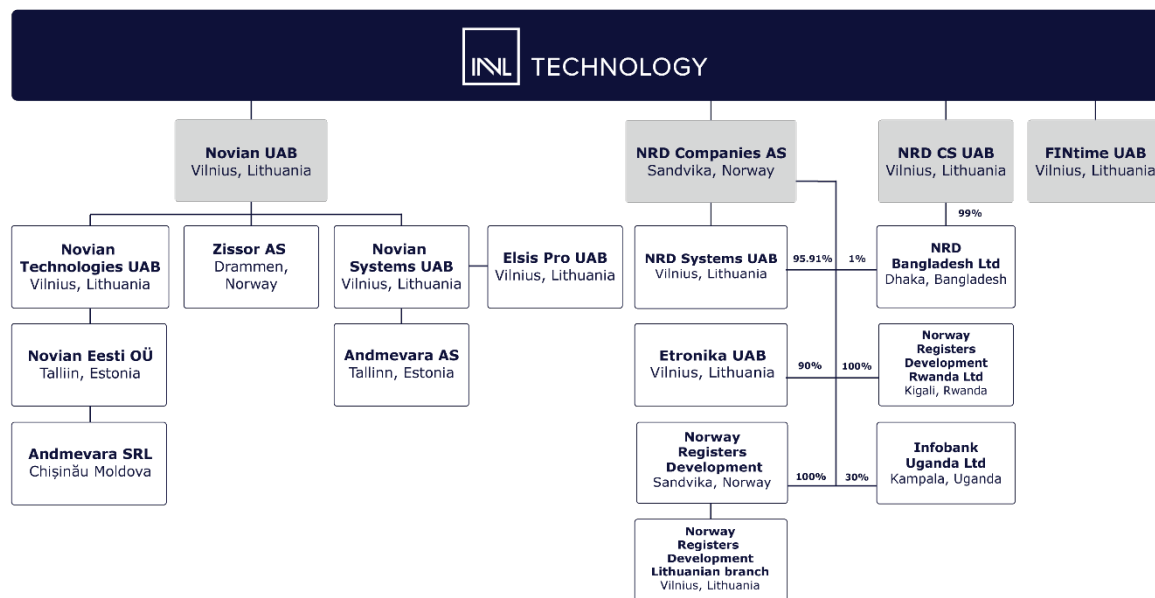 INVL TECHNOLOGY
Novian UAB
Vilnius, Lithuania
NRD Companies AS
Sandvika, Norway
NRD CS UAB
Vilnius, Lithuania
FINtime UAB
Vilnius, Lithuania
99%
Novian
Technologies UAB
Vilnius, Lithuania
Zissor AS
Drammen,
Norway
Novian
Systems UAB
Vilnius, Lithuania
Elsis Pro UAB
Vilnius, Lithuania
NRD Systems UAB
Vilnius, Lithuania
95.91%
1%
NRD
Bangladesh Ltd
Dhaka, Bangladesh
Novian Eesti OÜ
Talliin, Estonia
Andmevara AS
Tallinn, Estonia
Etronika UAB
Vilnius, Lithuania
90%
100%
Norway
Registers
Development
Rwanda Ltd
Kigali, Rwanda
Andmevara SRL
Chișinău Moldova
Norway
Registers
Development
Sandvika, Norway
100%
30%
Infobank
Uganda Ltd
Kampala, Uganda
Norway
Registers
Development
Lithuanian branch
Vilnius, Lithuania